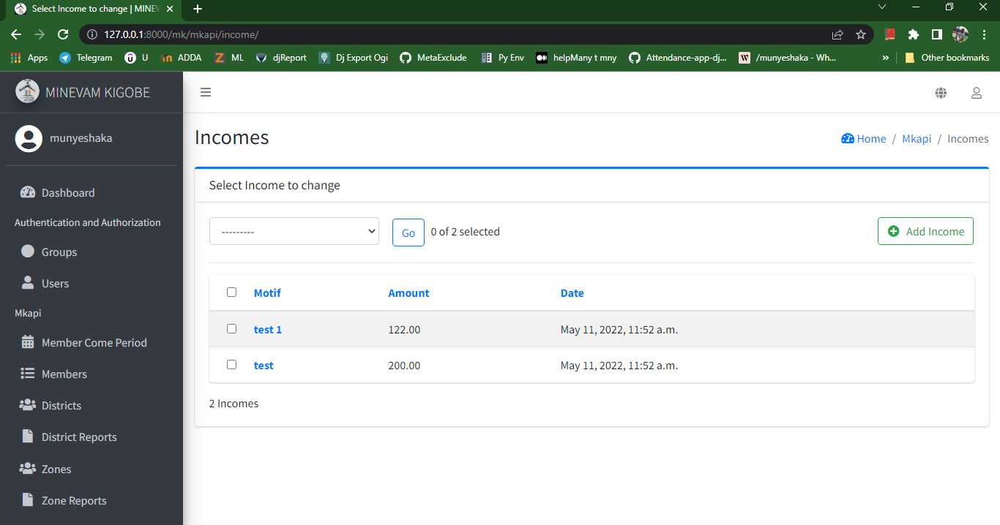 Select Income to change | MINEV
127.0.0.1:8000/mk/mkapi/income/
Apps Telegram U ADDA ML djReport Dj Export Ogi MetaExclude Py Env helpMany t mny Attendance-app-dj... /munyeshaka - Wh... » Other bookmarks
MINEVAM KIGOBE
munyeshaka
Dashboard
Authentication and Authorization
Groups
Users
Mkapi
Member Come Period
Members
Districts
District Reports
Zones
Zone Reports
Incomes
Home / Mkapi / Incomes
Select Income to change
--------- Go 0 of 2 selected Add Income
Motif Amount Date
test 1 122.00 May 11, 2022, 11:52 a.m.
test 200.00 May 11, 2022, 11:52 a.m.
2 Incomes